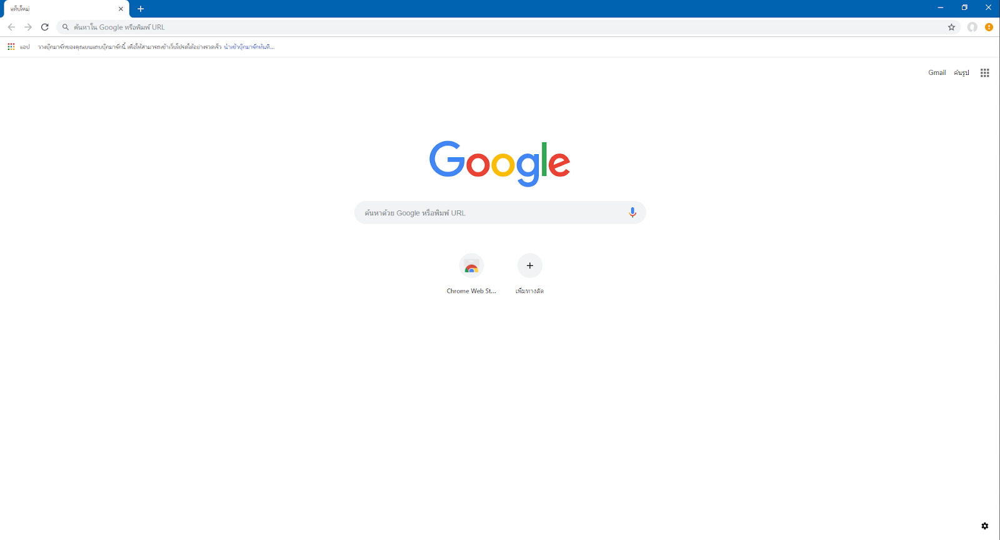 แท็บใหม่
ค้นหาใน Google หรือพิมพ์ URL
แอป วางบุ๊กมาร์กของคุณบนแถบบุ๊กมาร์กนี้ เพื่อให้สามารถเข้าเว็บโปรดได้อย่างรวดเร็ว นำเข้าบุ๊กมาร์กทันที...
Gmail ค้นรูป
Google
ค้นหาด้วย Google หรือพิมพ์ URL
Chrome Web St... เพิ่มทางลัด